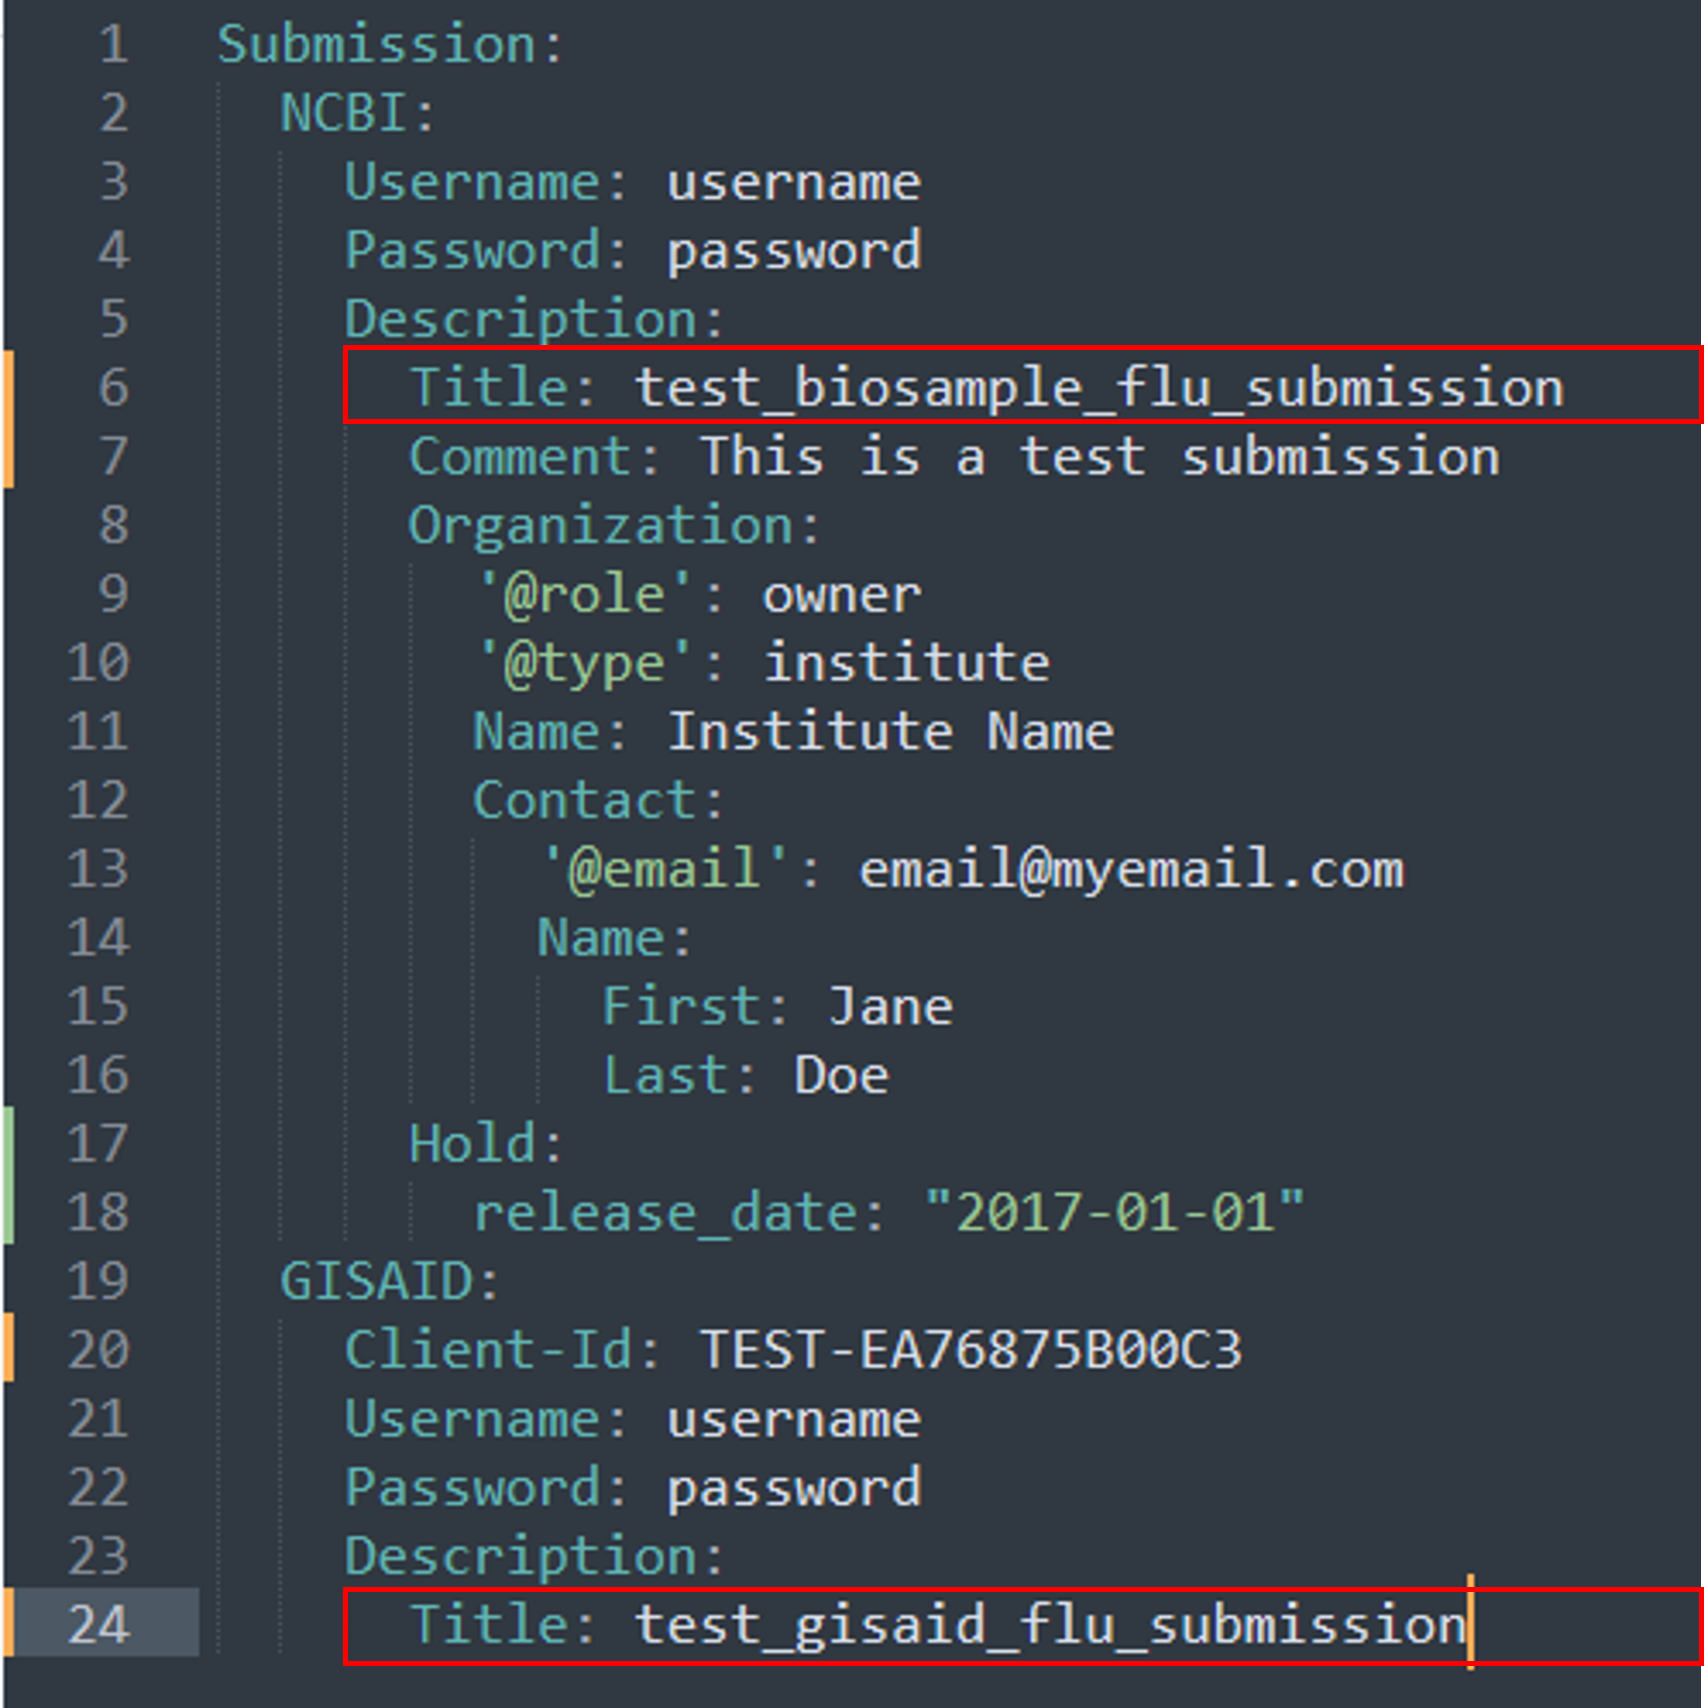 1 Submission:
2 NCBI:
3 Username: username
4 Password: password
5 Description:
6 Title: test_biosample_flu_submission
7 Comment: This is a test submission
8 Organization:
9 '@role': owner
10 '@type': institute
11 Name: Institute Name
12 Contact:
13 '@email': email@myemail.com
14 Name:
15 First: Jane
16 Last: Doe
17 Hold:
18 release_date: "2017-01-01"
19 GISAID:
20 Client-Id: TEST-EA76875B00C3
21 Username: username
22 Password: password
23 Description:
24 Title: test_gisaid_flu_submission